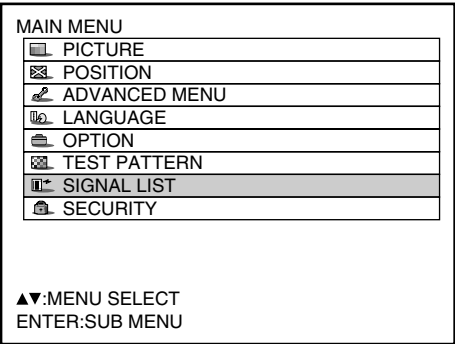 MAIN MENU
PICTURE
POSITION
ADVANCED MENU
LANGUAGE
OPTION
TEST PATTERN
SIGNAL LIST
SECURITY
▲▼:MENU SELECT
ENTER:SUB MENU